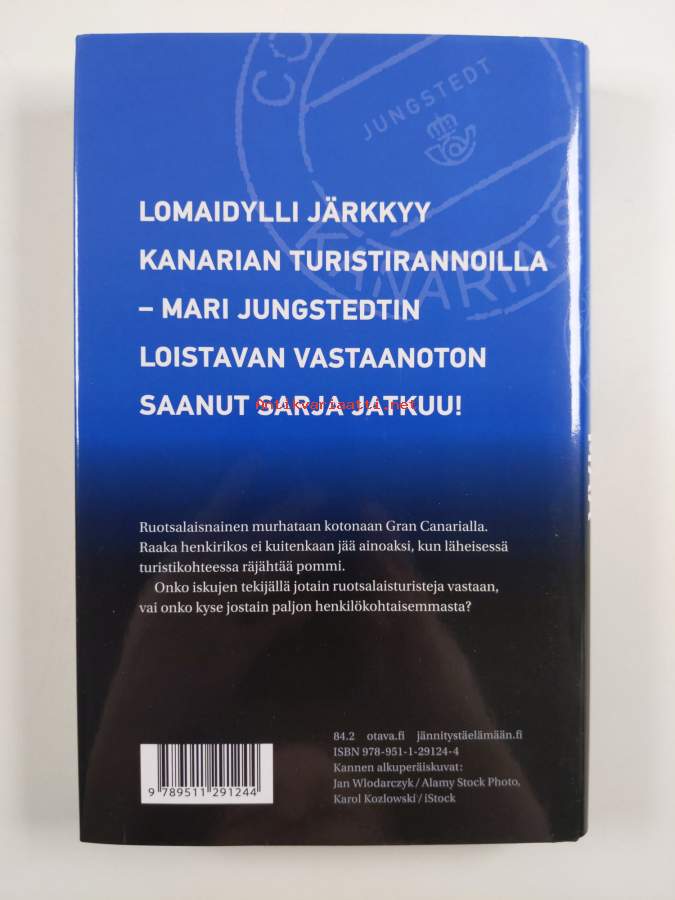 JUNGSTEDT
LOMAIDYLLI JÄRKKYY
KANARIAN TURISTIRANNOILLA
– MARI JUNGSTEDTIN
LOISTAVAN VASTAANOTON
SAANUT SARJA JATKUU!
Antikvariaatti.net
Ruotsalaisnainen murhataan kotonaan Gran Canarialla.
Raaka henkirikos ei kuitenkaan jää ainoaksi, kun läheisessä
turistikohteessa räjähtää pommi.
Onko iskujen tekijällä jotain ruotsalaisturisteja vastaan,
vai onko kyse jostain paljon henkilökohtaisemmasta?
84.2 otava.fi jännitystäelämään.fi
ISBN 978-951-1-29124-4
Kannen alkuperäiskuvat:
Jan Wlodarczyk / Alamy Stock Photo,
Karol Kozlowski / iStock
9 789511 291244